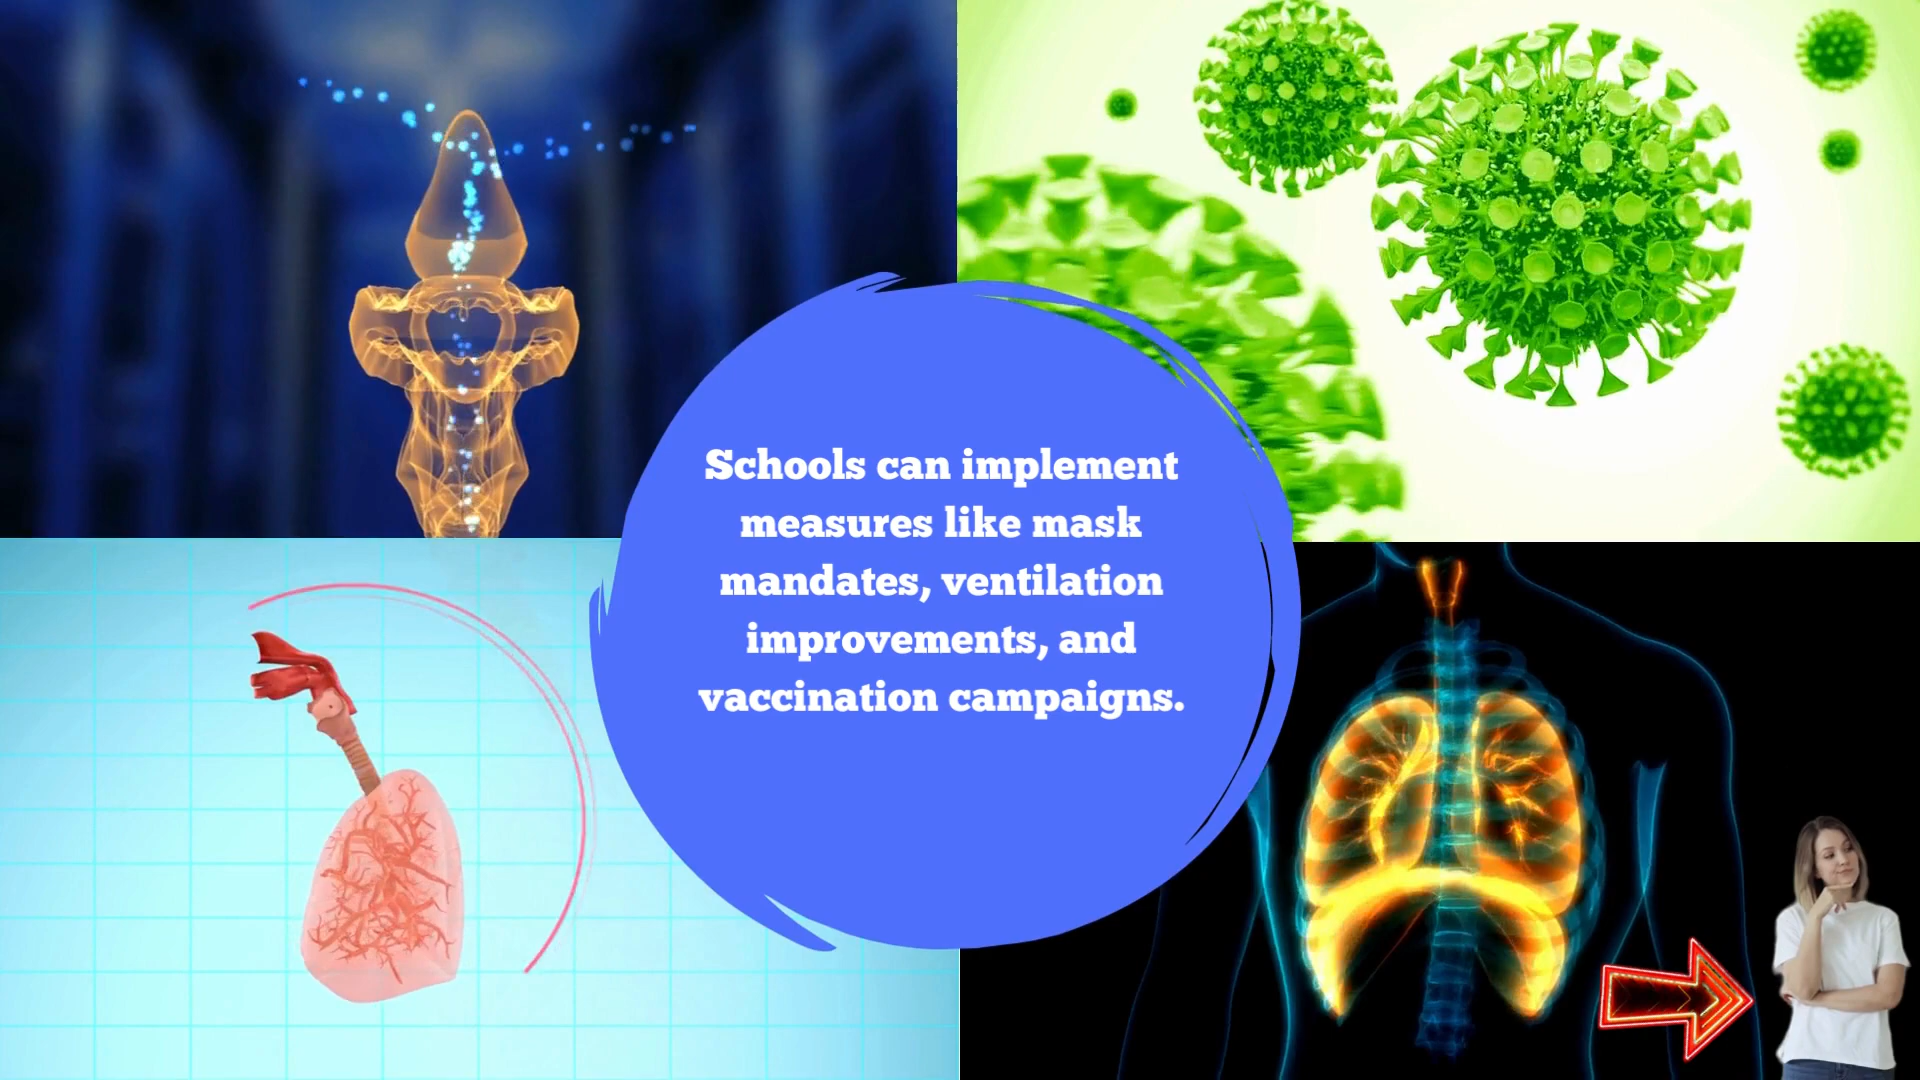 Schools can implement
measures like mask
mandates, ventilation
improvements, and
vaccination campaigns.